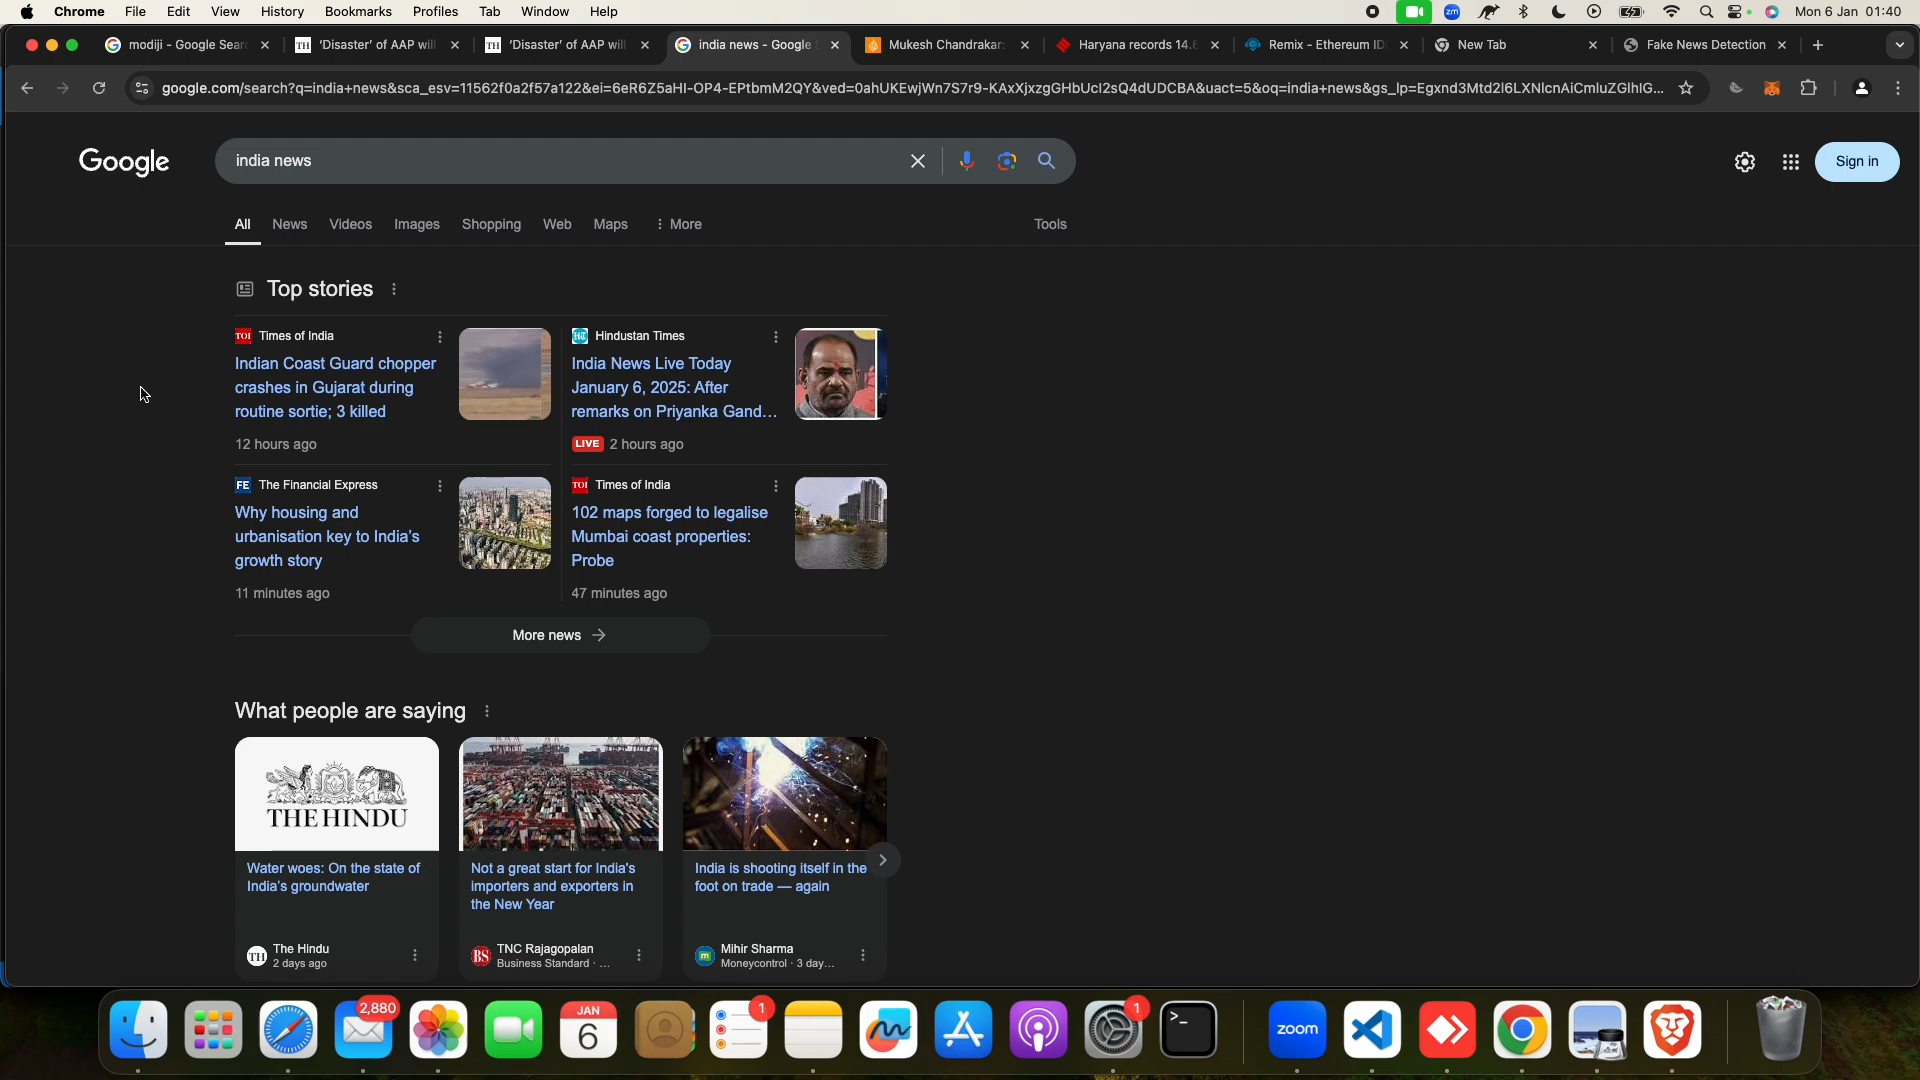 Chrome File Edit View History Bookmarks Profiles Tab Window Help
zm
Mon 6 Jan 01:40
modiji - Google Sear
'Disaster' of AAP will
'Disaster' of AAP will
india news - Google S
Mukesh Chandrakar
Haryana records 14.6
Remix - Ethereum ID
New Tab
Fake News Detection
google.com/search?q=india+news&sca_esv=11562f0a2f57a122&ei=6eR6Z5aHI-OP4-EPtbmM2QY&ved=0ahUKEwjWn7S7r9-KAxXjxzgGHbUcI2sQ4dUDCBA&uact=5&oq=india+news&gs_lp=Egxnd3Mtd2l6LXNlcnAiCmluZGlhIG...
Google
india news
Sign in
All News Videos Images Shopping Web Maps More Tools
Top stories
TOI Times of India
Indian Coast Guard chopper
crashes in Gujarat during
routine sortie; 3 killed
12 hours ago
HT Hindustan Times
India News Live Today
January 6, 2025: After
remarks on Priyanka Gand...
LIVE 2 hours ago
FE The Financial Express
Why housing and
urbanisation key to India's
growth story
11 minutes ago
TOI Times of India
102 maps forged to legalise
Mumbai coast properties:
Probe
47 minutes ago
More news
What people are saying
THE HINDU
Water woes: On the state of
India's groundwater
TH The Hindu
2 days ago
Not a great start for India's
importers and exporters in
the New Year
BS TNC Rajagopalan
Business Standard · ...
India is shooting itself in the
foot on trade — again
m Mihir Sharma
Moneycontrol · 3 day...
2,880
JAN
6
1
1
zoom